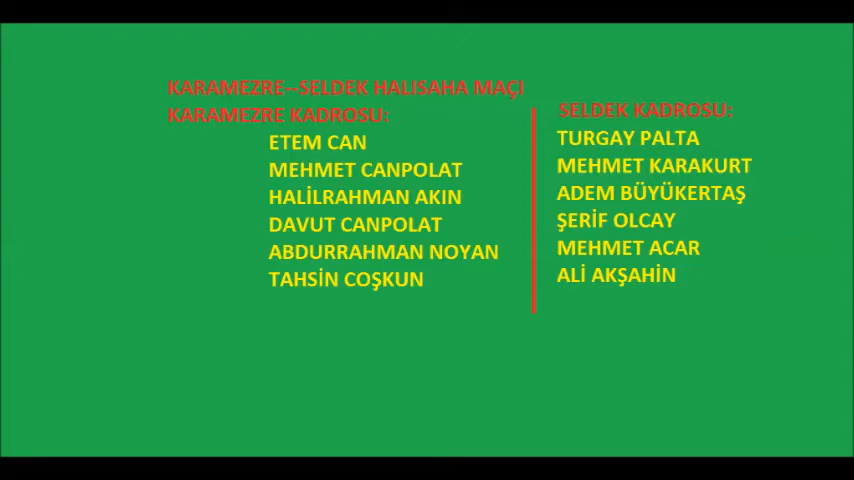 KARAMEZRE--SELDEK HALISAHA MAÇI
KARAMEZRE KADROSU:
ETEM CAN
MEHMET CANPOLAT
HALİLRAHMAN AKIN
DAVUT CANPOLAT
ABDURRAHMAN NOYAN
TAHSİN COŞKUN
SELDEK KADROSU:
TURGAY PALTA
MEHMET KARAKURT
ADEM BÜYÜKERTAŞ
ŞERİF OLCAY
MEHMET ACAR
ALİ AKŞAHİN